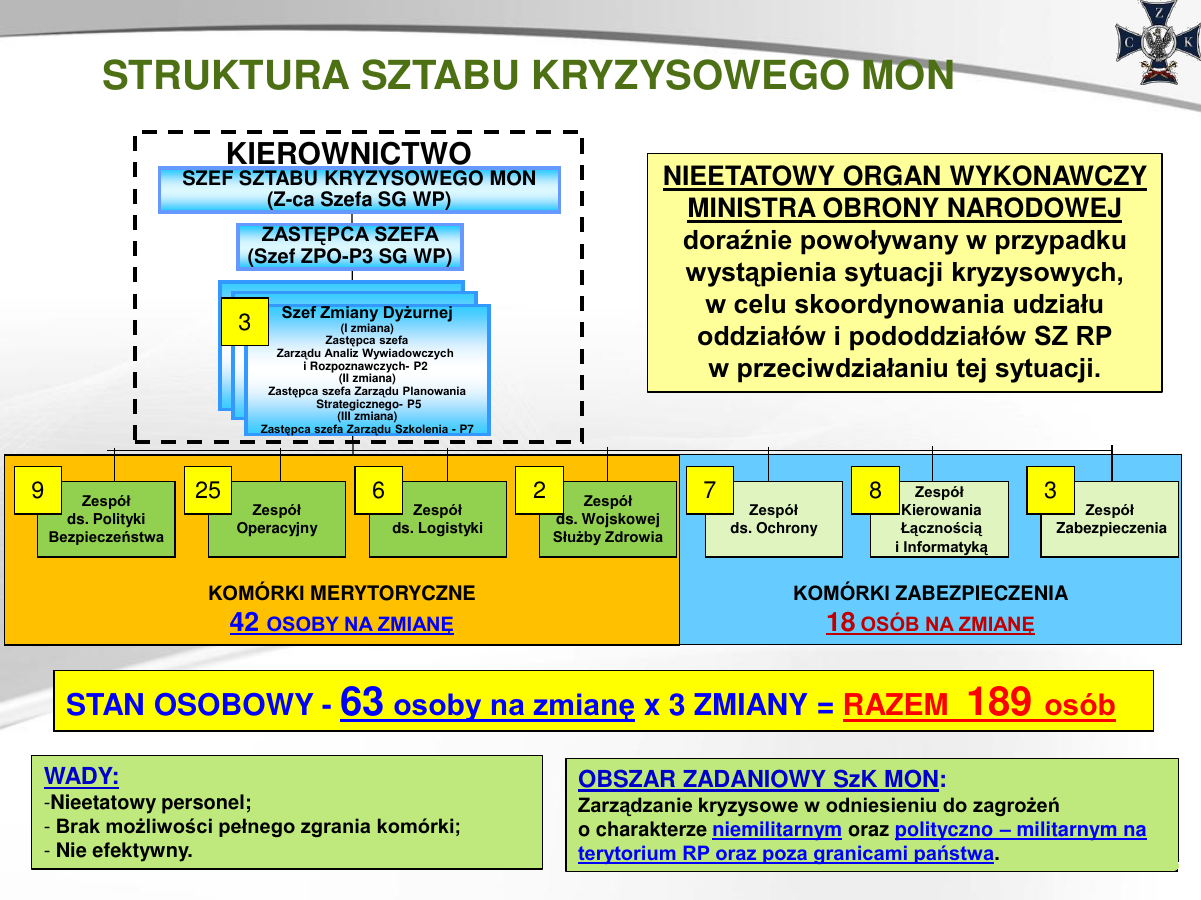 Z
C
K
STRUKTURA SZTABU KRYZYSOWEGO MON
KIEROWNICTWO
SZEF SZTABU KRYZYSOWEGO MON
(Z-ca Szefa SG WP)
ZASTĘPCA SZEFA
(Szef ZPO-P3 SG WP)
3
Szef Zmiany Dyżurnej
(I zmiana)
Zastępca szefa
Zarządu Analiz Wywiadowczych
i Rozpoznawczych- P2
(II zmiana)
Zastępca szefa Zarządu Planowania
Strategicznego- P5
(III zmiana)
Zastępca szefa Zarządu Szkolenia - P7
NIEETATOWY ORGAN WYKONAWCZY
MINISTRA OBRONY NARODOWEJ
doraźnie powoływany w przypadku
wystąpienia sytuacji kryzysowych,
w celu skoordynowania udziału
oddziałów i pododdziałów SZ RP
w przeciwdziałaniu tej sytuacji.
9
Zespół
ds. Polityki
Bezpieczeństwa
25
Zespół
Operacyjny
6
Zespół
ds. Logistyki
2
Zespół
ds. Wojskowej
Służby Zdrowia
7
Zespół
ds. Ochrony
8
Zespół
Kierowania
Łącznością
i Informatyką
3
Zespół
Zabezpieczenia
KOMÓRKI MERYTORYCZNE
42 OSOBY NA ZMIANĘ
KOMÓRKI ZABEZPIECZENIA
18 OSÓB NA ZMIANĘ
STAN OSOBOWY - 63 osoby na zmianę x 3 ZMIANY = RAZEM 189 osób
WADY:
-Nieetatowy personel;
- Brak możliwości pełnego zgrania komórki;
- Nie efektywny.
OBSZAR ZADANIOWY SzK MON:
Zarządzanie kryzysowe w odniesieniu do zagrożeń
o charakterze niemilitarnym oraz polityczno – militarnym na
terytorium RP oraz poza granicami państwa.